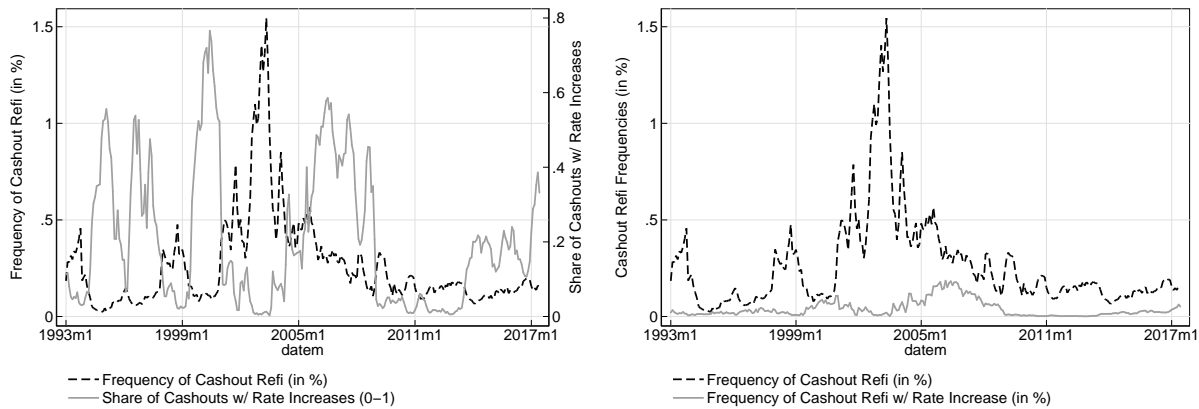 Frequency of Cashout Refi (in %)
0
.5
1
1.5
Share of Cashouts w/ Rate Increases
0
.2
.4
.6
.8
1993m1 1999m1 2005m1 2011m1 2017m1
datem
Frequency of Cashout Refi (in %)
Share of Cashouts w/ Rate Increases (0–1)
Cashout Refi Frequencies (in %)
0
.5
1
1.5
1993m1 1999m1 2005m1 2011m1 2017m1
datem
Frequency of Cashout Refi (in %)
Frequency of Cashout Refi w/ Rate Increase (in %)